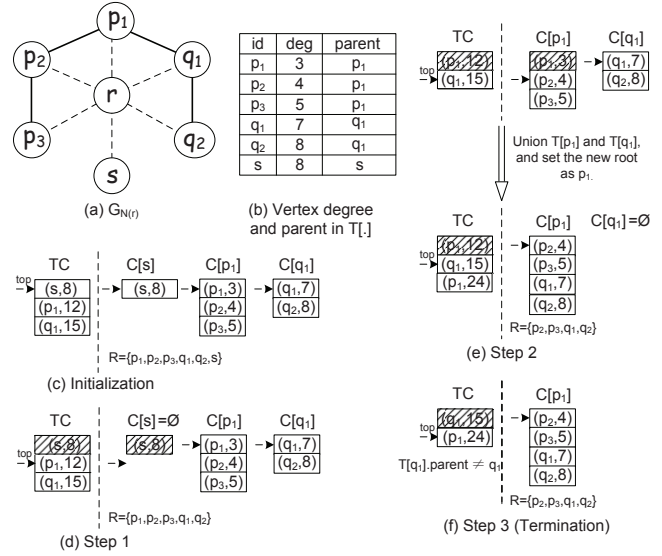 p1
p2
q1
r
p3
q2
s
(a) GN(r)
id deg parent
p1 3 p1
p2 4 p1
p3 5 p1
q1 7 q1
q2 8 q1
s 8 s
(b) Vertex degree
and parent in T[.]
TC C[s] C[p1] C[q1]
top (s,8) (s,8) (p1,3) (q1,7)
(p1,12) (p2,4) (q2,8)
(q1,15) (p3,5)
R={p1,p2,p3,q1,q2,s}
(c) Initialization
TC C[s]=Ø C[p1] C[q1]
(s,8) (s,8) (p1,3) (q1,7)
top (p1,12) (p2,4) (q2,8)
(q1,15) (p3,5)
R={p1,p2,p3,q1,q2}
(d) Step 1
TC C[p1] C[q1]
(p1,12) (p1,3) (q1,7)
top (q1,15) (p2,4) (q2,8)
(p3,5)
Union T[p1] and T[q1],
and set the new root
as p1.
TC C[p1] C[q1]=Ø
(p1,12) (p2,4)
top (q1,15) (p3,5)
(p1,24) (q1,7)
(q2,8)
R={p2,p3,q1,q2}
(e) Step 2
TC C[p1]
(q1,15) (p2,4)
top (p1,24) (p3,5)
T[q1].parent ≠ q1 (q1,7)
(q2,8)
R={p2,p3,q1,q2}
(f) Step 3 (Termination)